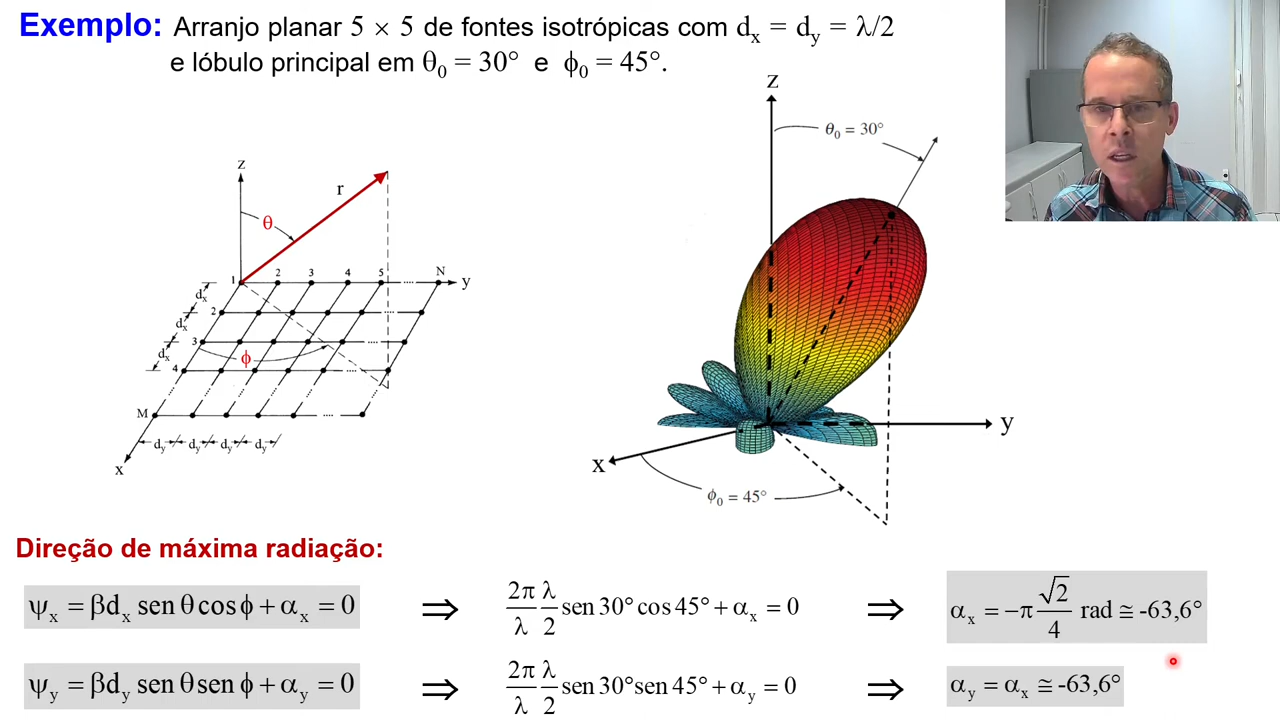 Exemplo: Arranjo planar 5 × 5 de fontes isotrópicas com dx = dy = λ/2
e lóbulo principal em θ0 = 30° e ϕ0 = 45°.
z
r
θ
1
2
3
4
5
N
y
dx
2
dx
3
ϕ
dx
4
M
dy
dy
dy
dy
x
z
θ0 = 30°
y
x
ϕ0 = 45°
Direção de máxima radiação:
ψx = βdx sen θ cos ϕ + αx = 0 ⇒ 2π/λ λ/2 sen 30° cos 45° + αx = 0 ⇒ αx = −π √2/4 rad ≅ -63,6°
ψy = βdy sen θ sen ϕ + αy = 0 ⇒ 2π/λ λ/2 sen 30°sen 45° + αy = 0 ⇒ αy = αx ≅ -63,6°